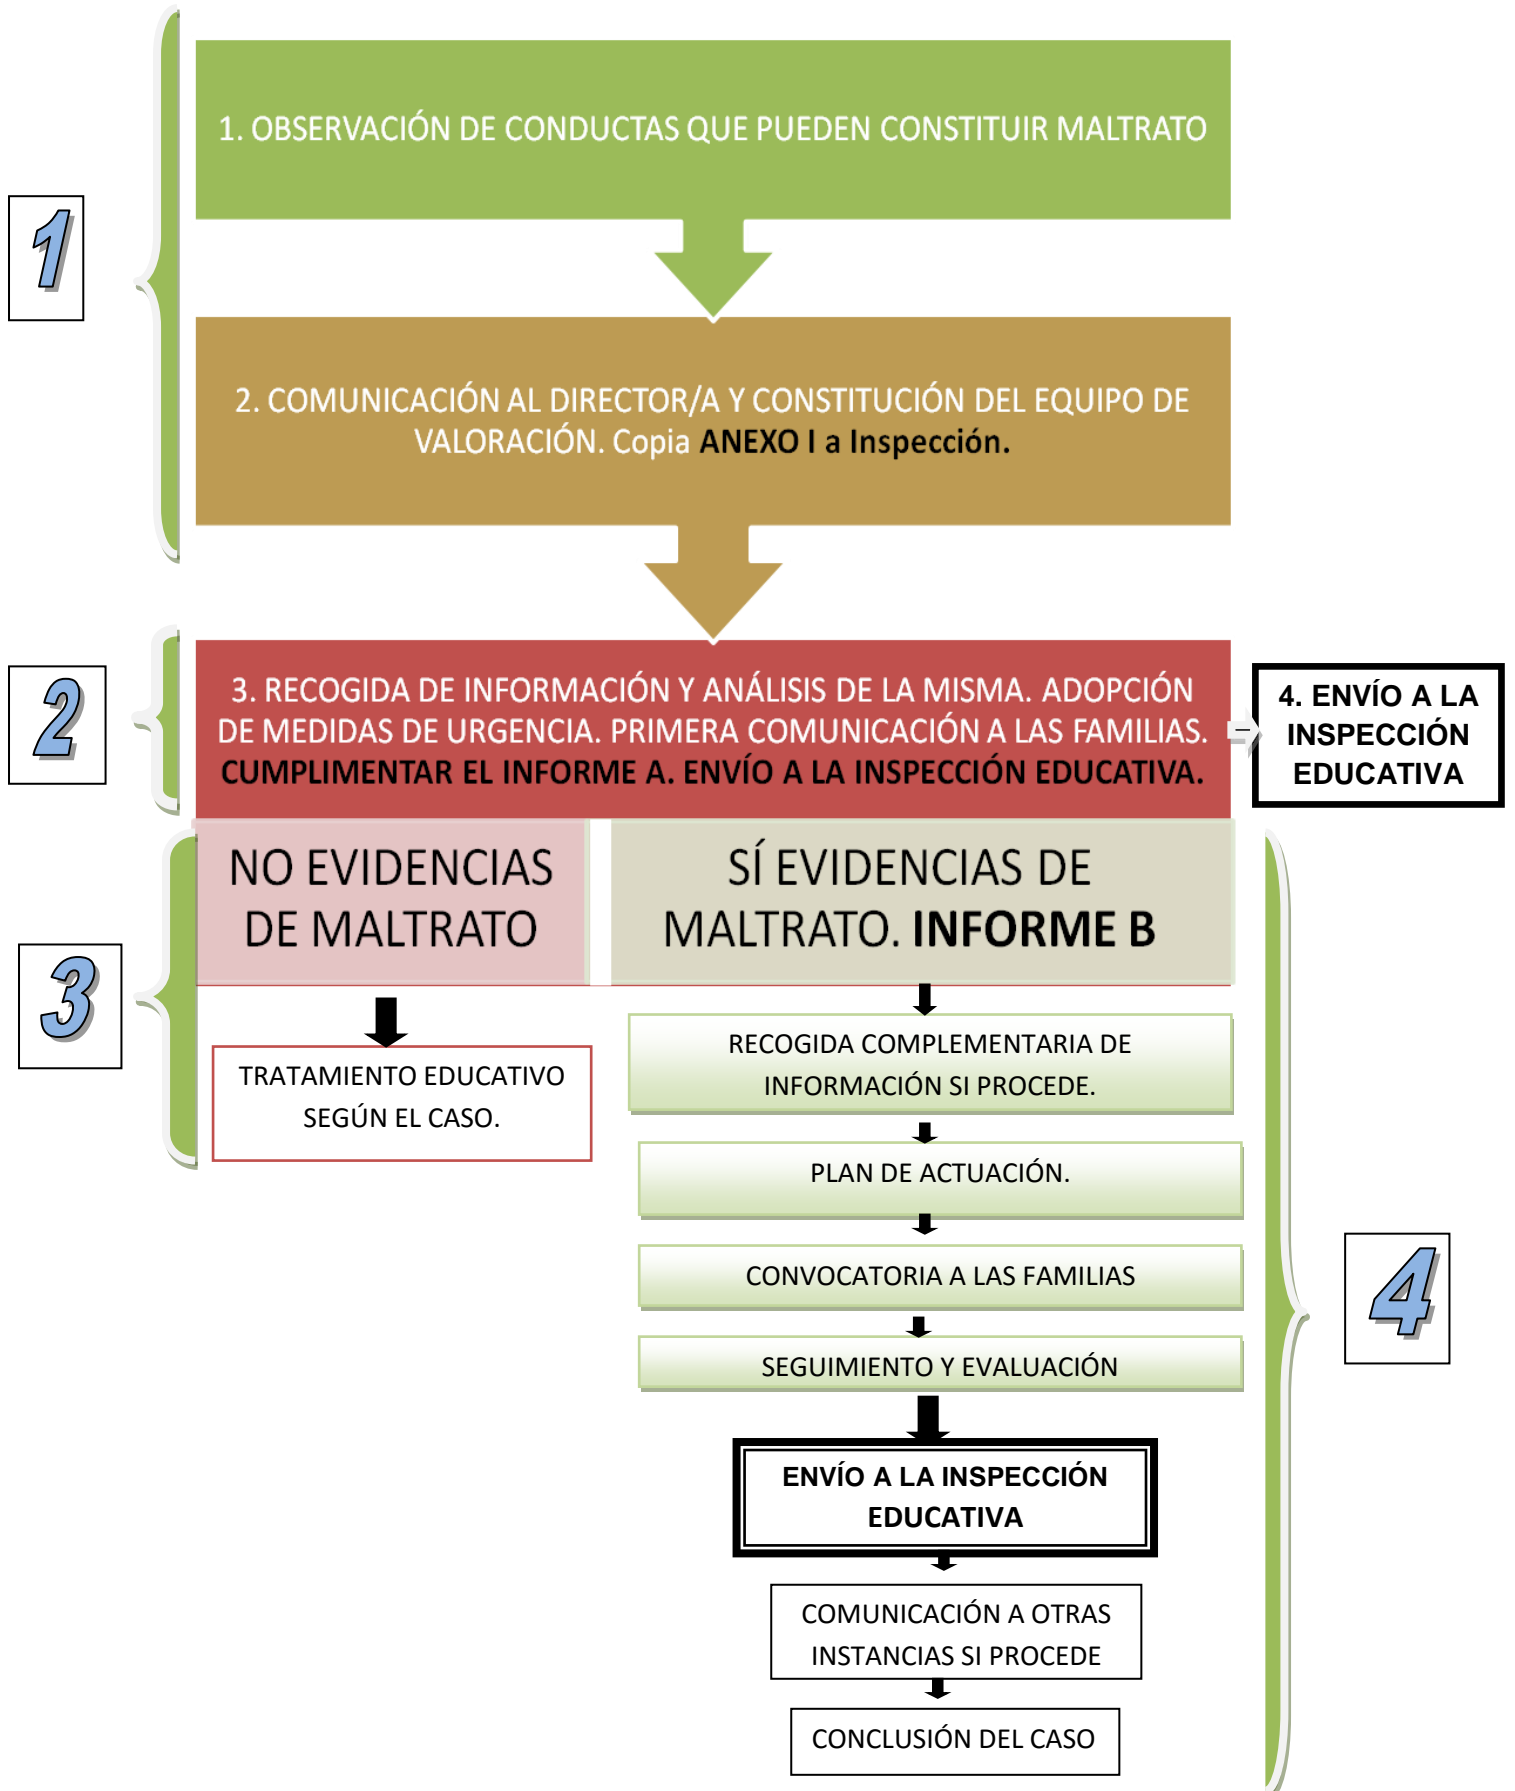 1
1. OBSERVACIÓN DE CONDUCTAS QUE PUEDEN CONSTITUIR MALTRATO
2. COMUNICACIÓN AL DIRECTOR/A Y CONSTITUCIÓN DEL EQUIPO DE
VALORACIÓN. Copia ANEXO I a Inspección.
2
3. RECOGIDA DE INFORMACIÓN Y ANÁLISIS DE LA MISMA. ADOPCIÓN
DE MEDIDAS DE URGENCIA. PRIMERA COMUNICACIÓN A LAS FAMILIAS.
CUMPLIMENTAR EL INFORME A. ENVÍO A LA INSPECCIÓN EDUCATIVA.
4. ENVÍO A LA
INSPECCIÓN
EDUCATIVA
3
NO EVIDENCIAS
DE MALTRATO
TRATAMIENTO EDUCATIVO
SEGÚN EL CASO.
SÍ EVIDENCIAS DE
MALTRATO. INFORME B
RECOGIDA COMPLEMENTARIA DE
INFORMACIÓN SI PROCEDE.
PLAN DE ACTUACIÓN.
CONVOCATORIA A LAS FAMILIAS
SEGUIMIENTO Y EVALUACIÓN
4
ENVÍO A LA INSPECCIÓN
EDUCATIVA
COMUNICACIÓN A OTRAS
INSTANCIAS SI PROCEDE
CONCLUSIÓN DEL CASO